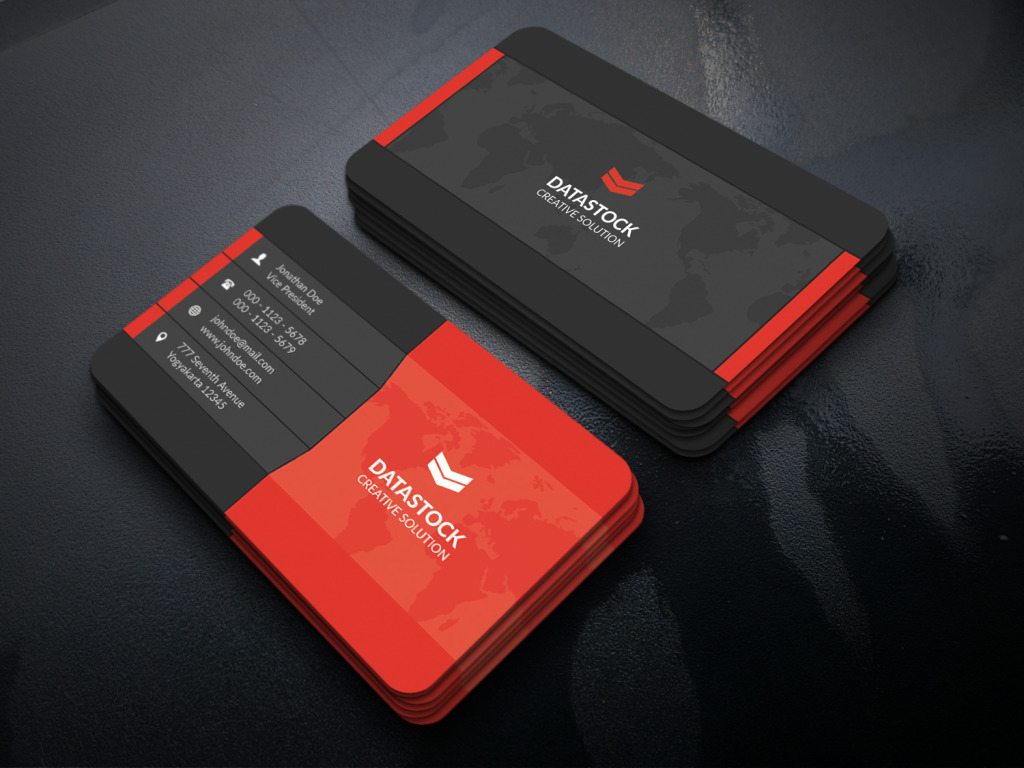 DATASTOCK
CREATIVE SOLUTION
Jonathan Doe
Vice President
000 - 1123 - 5678
000 - 1123 - 5679
johndoe@mail.com
www.johndoe.com
777 Seventh Avenue
Yogyakarta 12345
DATASTOCK
CREATIVE SOLUTION